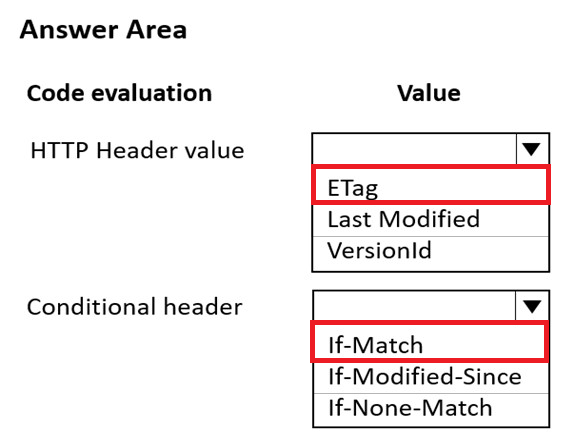 Answer Area
Code evaluation Value
HTTP Header value
ETag
Last Modified
VersionId
Conditional header
If-Match
If-Modified-Since
If-None-Match